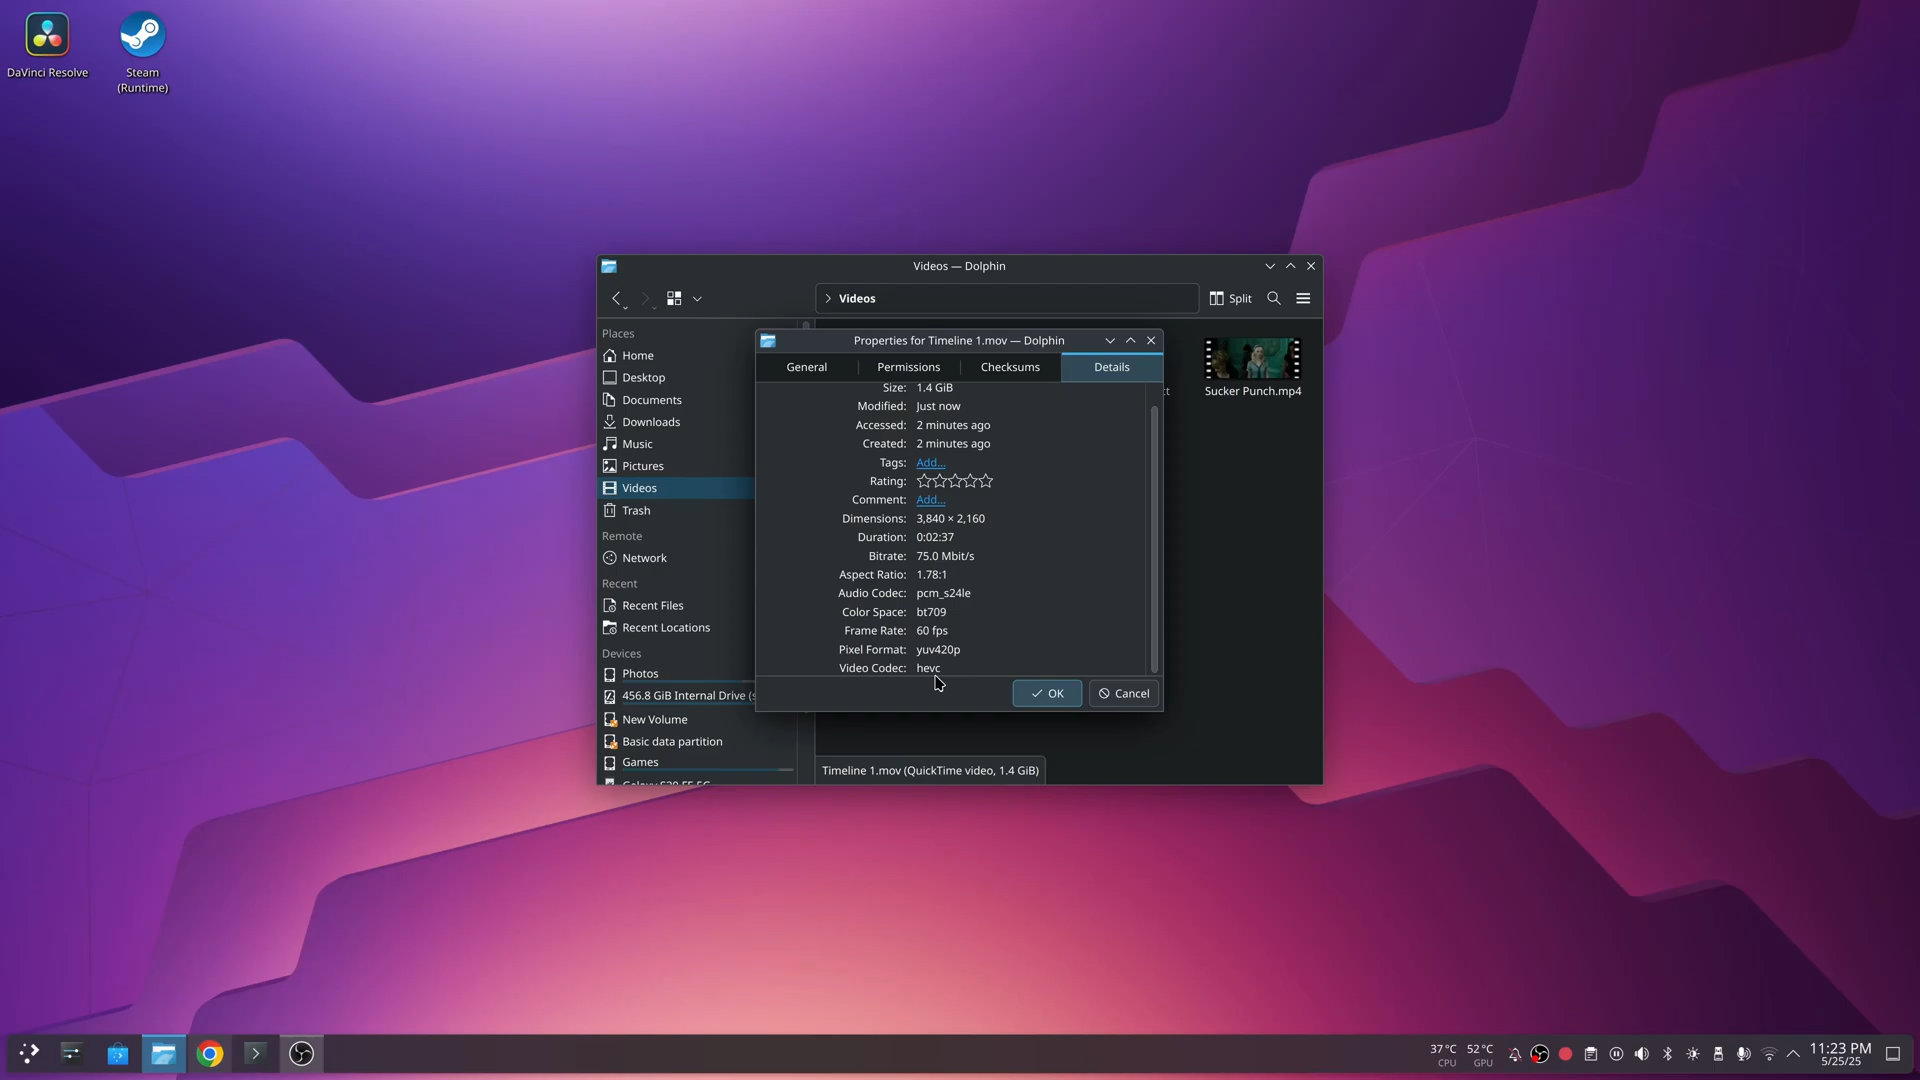 DaVinci Resolve
Steam
(Runtime)
Videos — Dolphin
Videos
Split
Places
Home
Desktop
Documents
Downloads
Music
Pictures
Videos
Trash
Remote
Network
Recent
Recent Files
Recent Locations
Devices
Photos
456.8 GiB Internal Drive (s
New Volume
Basic data partition
Games
Properties for Timeline 1.mov — Dolphin
General
Permissions
Checksums
Details
Size: 1.4 GiB
Modified: Just now
Accessed: 2 minutes ago
Created: 2 minutes ago
Tags: Add...
Rating:
Comment: Add...
Dimensions: 3,840 × 2,160
Duration: 0:02:37
Bitrate: 75.0 Mbit/s
Aspect Ratio: 1.78:1
Audio Codec: pcm_s24le
Color Space: bt709
Frame Rate: 60 fps
Pixel Format: yuv420p
Video Codec: hevc
OK
Cancel
ct
Sucker Punch.mp4
Timeline 1.mov (QuickTime video, 1.4 GiB)
37°C
CPU
52°C
GPU
11:23 PM
5/25/25